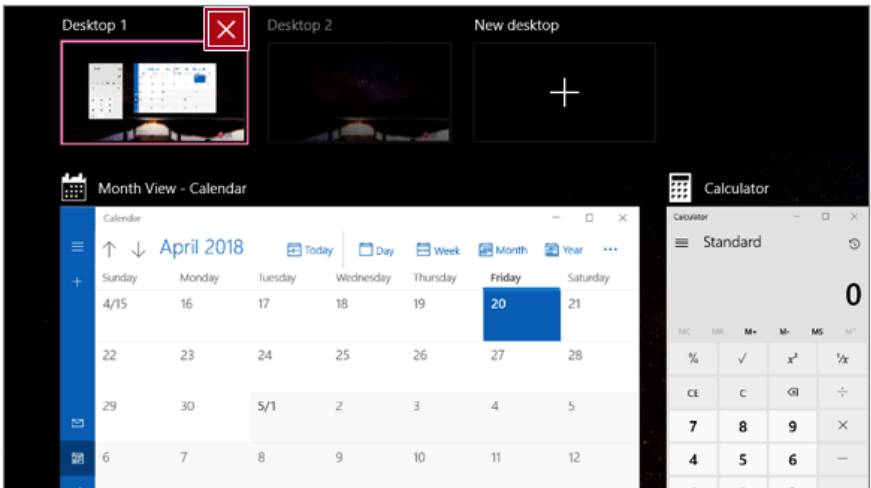 Desktop 1
Desktop 2
New desktop
Month View - Calendar
Calendar
April 2018
Today
Day
Week
Month
Year
Sunday Monday Tuesday Wednesday Thursday Friday Saturday
4/15 16 17 18 19 20 21
22 23 24 25 26 27 28
29 30 5/1 2 3 4 5
6 7 8 9 10 11 12
Calculator
Calculator
Standard
0
MC MR M+ M- MS
% √ x² ¹/x
CE C ÷
7 8 9 ×
4 5 6 −